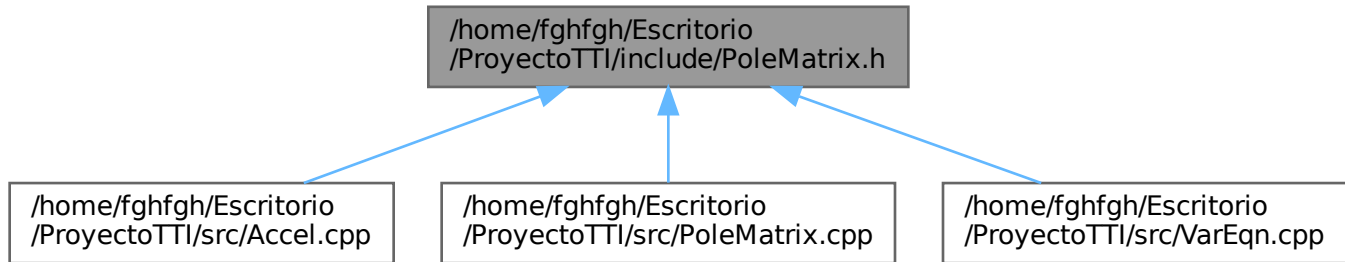 /home/fghfgh/Escritorio
/ProyectoTTI/include/PoleMatrix.h
/home/fghfgh/Escritorio
/ProyectoTTI/src/Accel.cpp
/home/fghfgh/Escritorio
/ProyectoTTI/src/PoleMatrix.cpp
/home/fghfgh/Escritorio
/ProyectoTTI/src/VarEqn.cpp